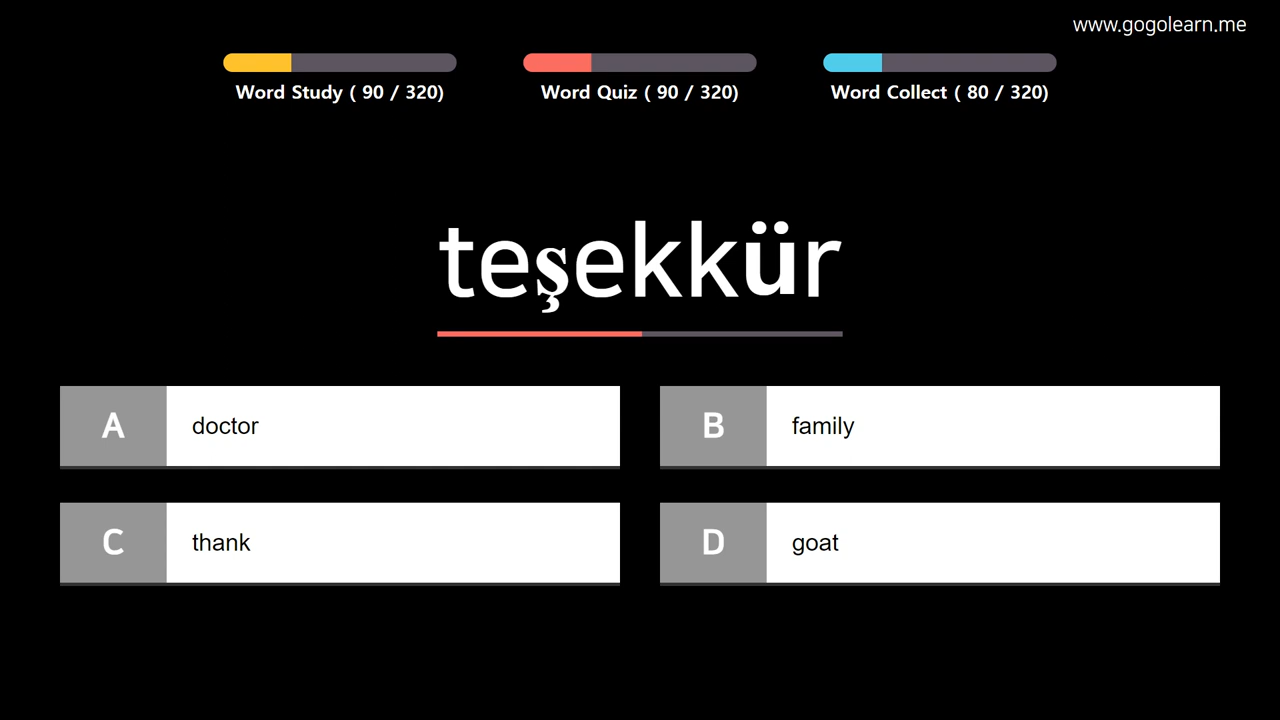 www.gogolearn.me
Word Study ( 90 / 320)
Word Quiz ( 90 / 320)
Word Collect ( 80 / 320)
teşekkür
A doctor
B family
C thank
D goat